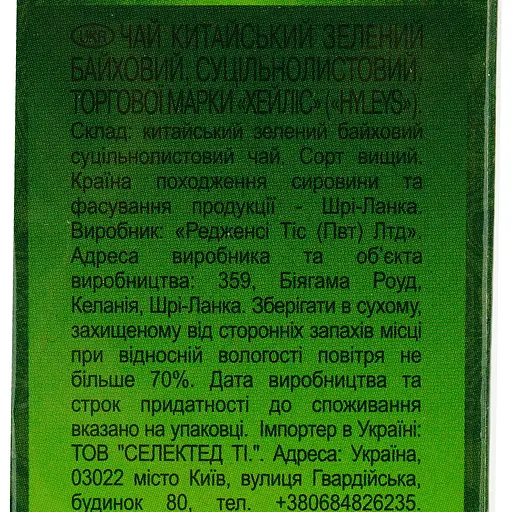 UKR ЧАЙ КИТАЙСЬКИЙ ЗЕЛЕНИЙ
БАЙХОВИЙ, СУЦІЛЬНОЛИСТОВИЙ,
ТОРГОВОЇ МАРКИ «ХЕЙЛІС» («HYLEYS»).
Склад: китайський зелений байховий
суцільнолистовий чай. Сорт вищий.
Країна походження сировини та
фасування продукції - Шрі-Ланка.
Виробник: «Редженсі Тіс (Пвт) Лтд».
Адреса виробника та об'єкта
виробництва: 359, Біягама Роуд,
Келанія, Шрі-Ланка. Зберігати в сухому,
захищеному від сторонніх запахів місці
при відносній вологості повітря не
більше 70%. Дата виробництва та
строк придатності до споживання
вказано на упаковці. Імпортер в Україні:
ТОВ "СЕЛЕКТЕД ТІ.". Адреса: Україна,
03022 місто Київ, вулиця Гвардійська,
будинок 80, тел. +380684826235.